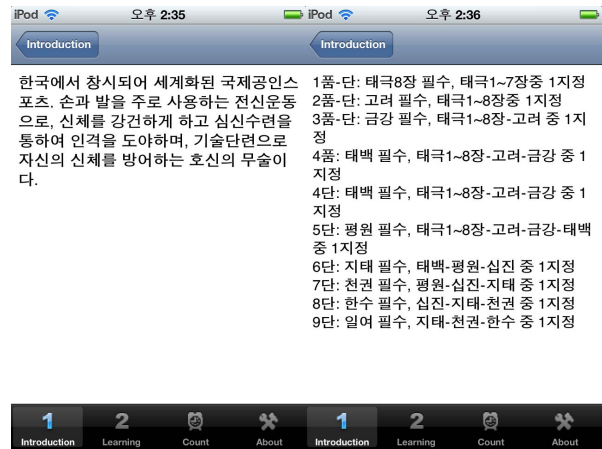 iPod 오후 2:35
Introduction
한국에서 창시되어 세계화된 국제공인스
포츠. 손과 발을 주로 사용하는 전신운동
으로, 신체를 강건하게 하고 심신수련을
통하여 인격을 도야하며, 기술단련으로
자신의 신체를 방어하는 호신의 무술이
다.
1 2
Introduction Learning Count About
iPod 오후 2:36
Introduction
1품-단: 태극8장 필수, 태극1~7장중 1지정
2품-단: 고려 필수, 태극1~8장중 1지정
3품-단: 금강 필수, 태극1~8장-고려 중 1지
정
4품: 태백 필수, 태극1~8장-고려-금강 중 1
지정
4단: 태백 필수, 태극1~8장-고려-금강 중 1
지정
5단: 평원 필수, 태극1~8장-고려-금강-태백
중 1지정
6단: 지태 필수, 태백-평원-십진 중 1지정
7단: 천권 필수, 평원-십진-지태 중 1지정
8단: 한수 필수, 십진-지태-천권 중 1지정
9단: 일여 필수, 지태-천권-한수 중 1지정
1 2
Introduction Learning Count About